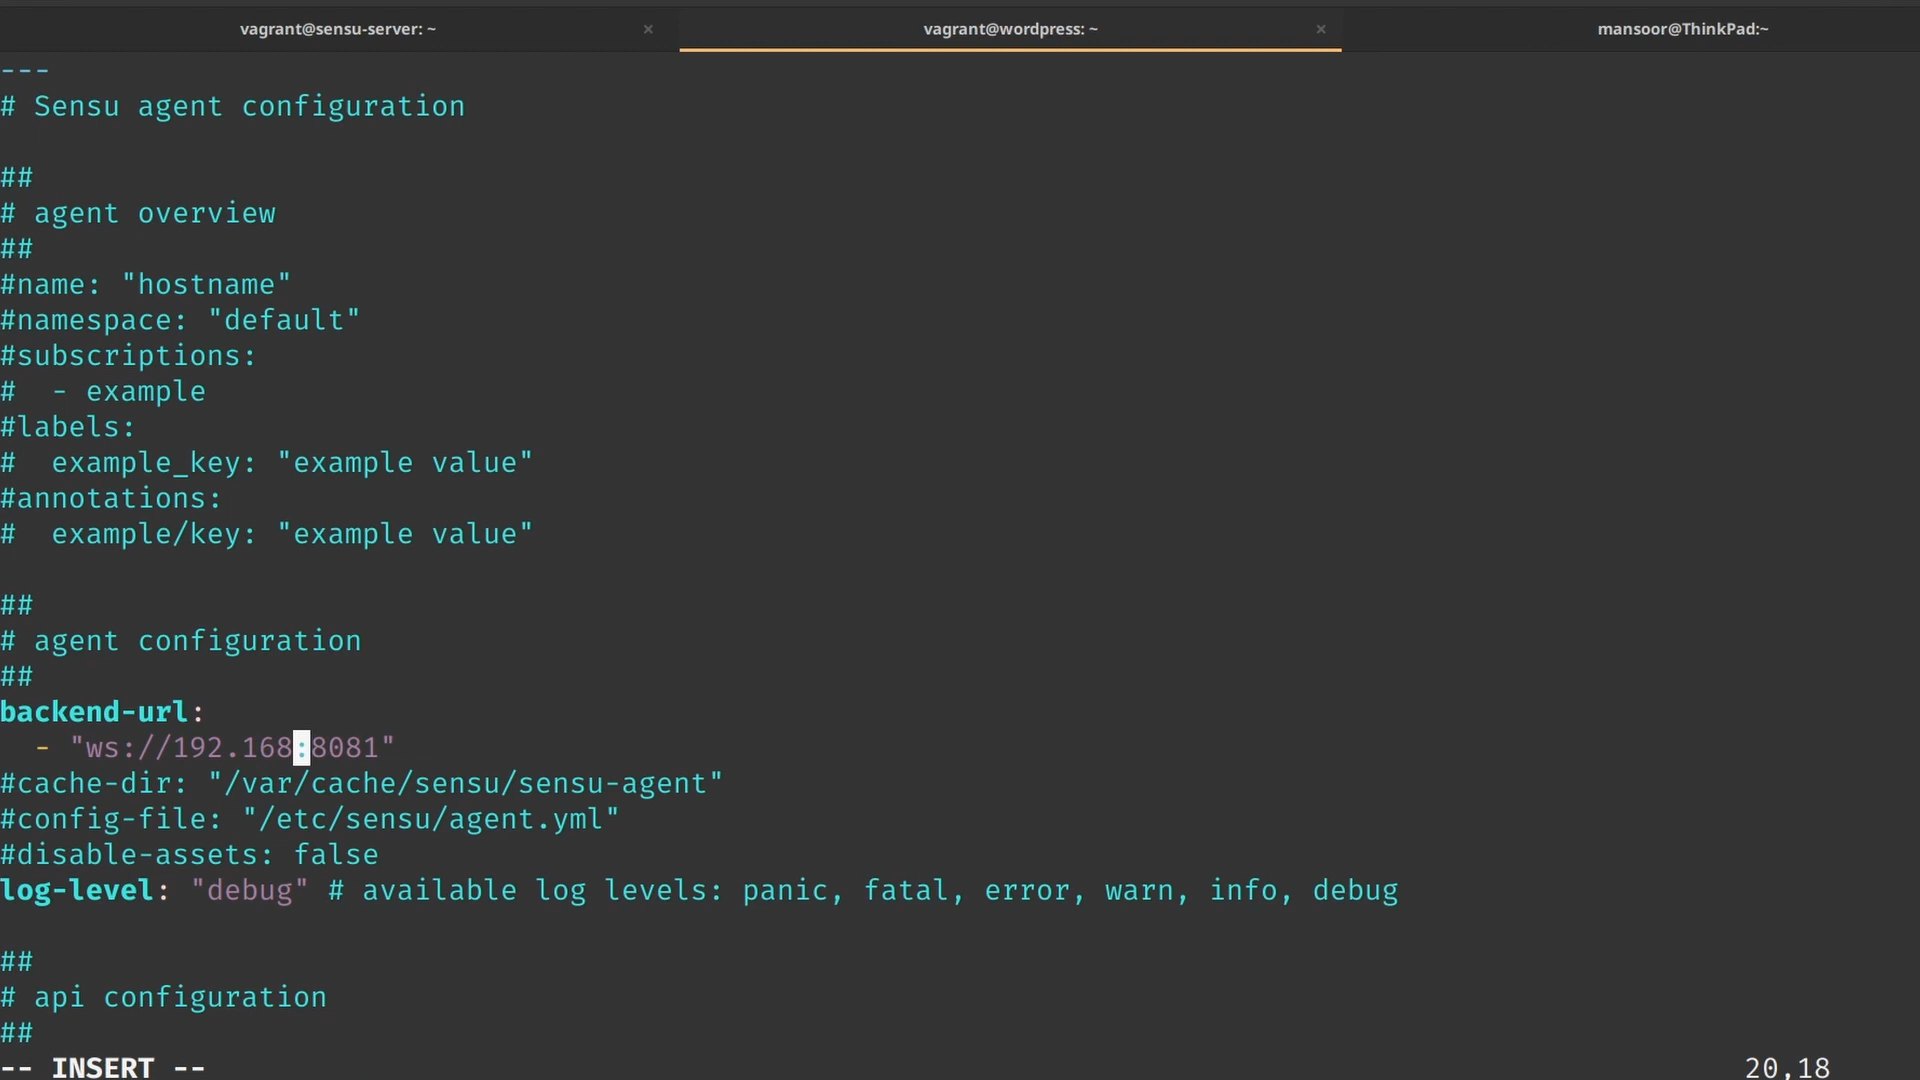 vagrant@sensu-server: ~ × vagrant@wordpress: ~ × mansoor@ThinkPad:~
---
# Sensu agent configuration
##
# agent overview
##
#name: "hostname"
#namespace: "default"
#subscriptions:
#  - example
#labels:
#  example_key: "example value"
#annotations:
#  example/key: "example value"
##
# agent configuration
##
backend-url:
  - "ws://192.168:8081"
#cache-dir: "/var/cache/sensu/sensu-agent"
#config-file: "/etc/sensu/agent.yml"
#disable-assets: false
log-level: "debug" # available log levels: panic, fatal, error, warn, info, debug
##
# api configuration
##
-- INSERT -- 20,18